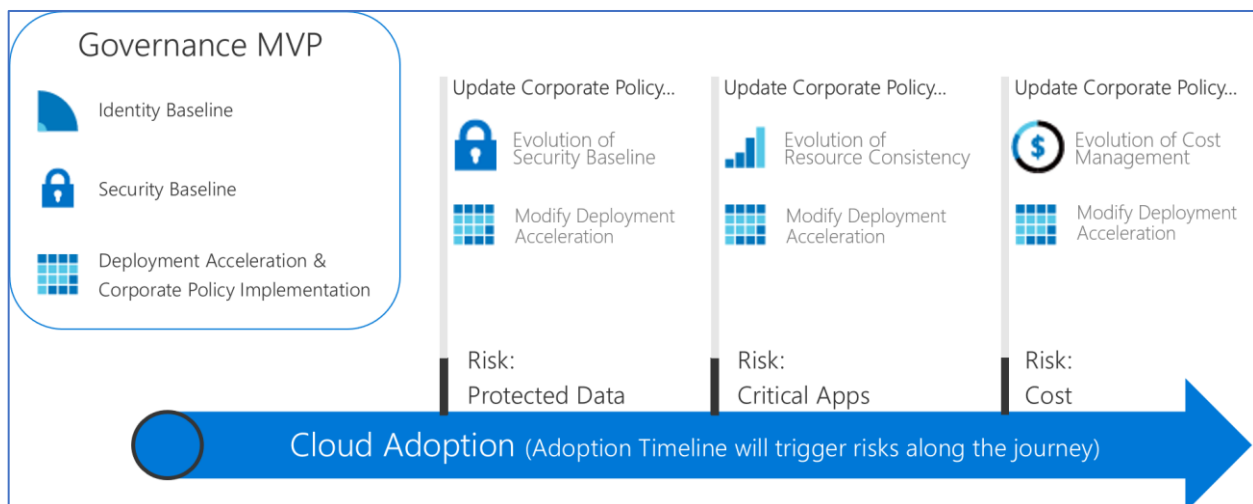 Governance MVP
Identity Baseline
Security Baseline
Deployment Acceleration &
Corporate Policy Implementation
Update Corporate Policy...
Evolution of
Security Baseline
Modify Deployment
Acceleration
Risk:
Protected Data
Update Corporate Policy...
Evolution of
Resource Consistency
Modify Deployment
Acceleration
Risk:
Critical Apps
Update Corporate Policy...
$
Evolution of Cost
Management
Modify Deployment
Acceleration
Risk:
Cost
Cloud Adoption (Adoption Timeline will trigger risks along the journey)